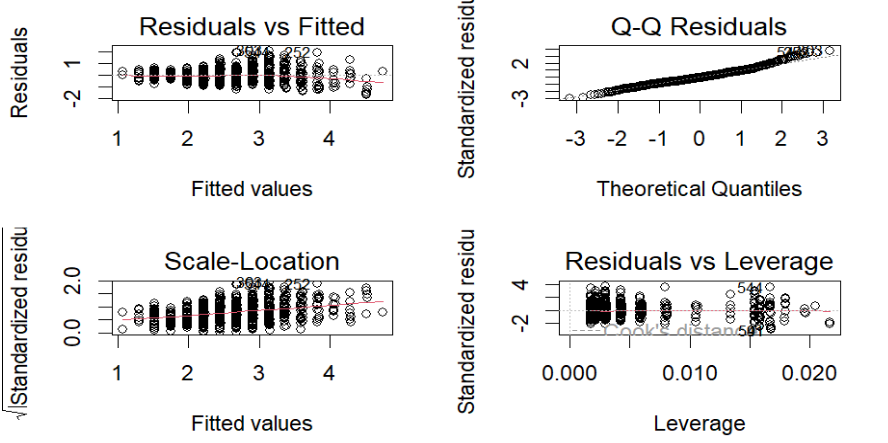 Residuals vs Fitted
Residuals
1
-2
252
1 2 3 4
Fitted values
Q-Q Residuals
Standardized resid
2
-3
-3 -2 -1 0 1 2 3
Theoretical Quantiles
Scale-Location
√|Standardized residu
2.0
0.0
252
1 2 3 4
Fitted values
Residuals vs Leverage
Standardized residu
4
-2
544
Cook's distance
0.000 0.010 0.020
Leverage